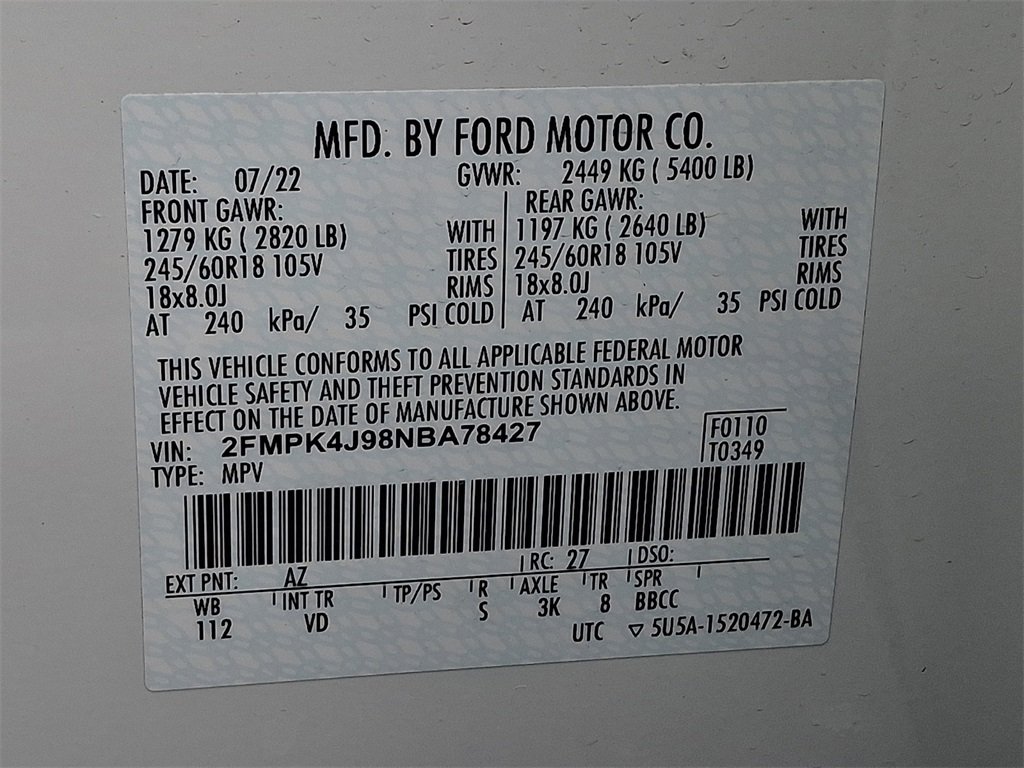 MFD. BY FORD MOTOR CO.
DATE: 07/22 GVWR: 2449 KG ( 5400 LB)
FRONT GAWR: REAR GAWR:
1279 KG ( 2820 LB) WITH 1197 KG ( 2640 LB) WITH
245/60R18 105V TIRES 245/60R18 105V TIRES
18x8.0J RIMS 18x8.0J RIMS
AT 240 kPa/ 35 PSI COLD AT 240 kPa/ 35 PSI COLD
THIS VEHICLE CONFORMS TO ALL APPLICABLE FEDERAL MOTOR
VEHICLE SAFETY AND THEFT PREVENTION STANDARDS IN
EFFECT ON THE DATE OF MANUFACTURE SHOWN ABOVE.
VIN: 2FMPK4J98NBA78427 F0110
TYPE: MPV T0349
EXT PNT: AZ RC: 27 DSO:
WB INT TR TP/PS R AXLE TR SPR
112 VD S 3K 8 BBCC
UTC ▽ 5U5A-1520472-BA